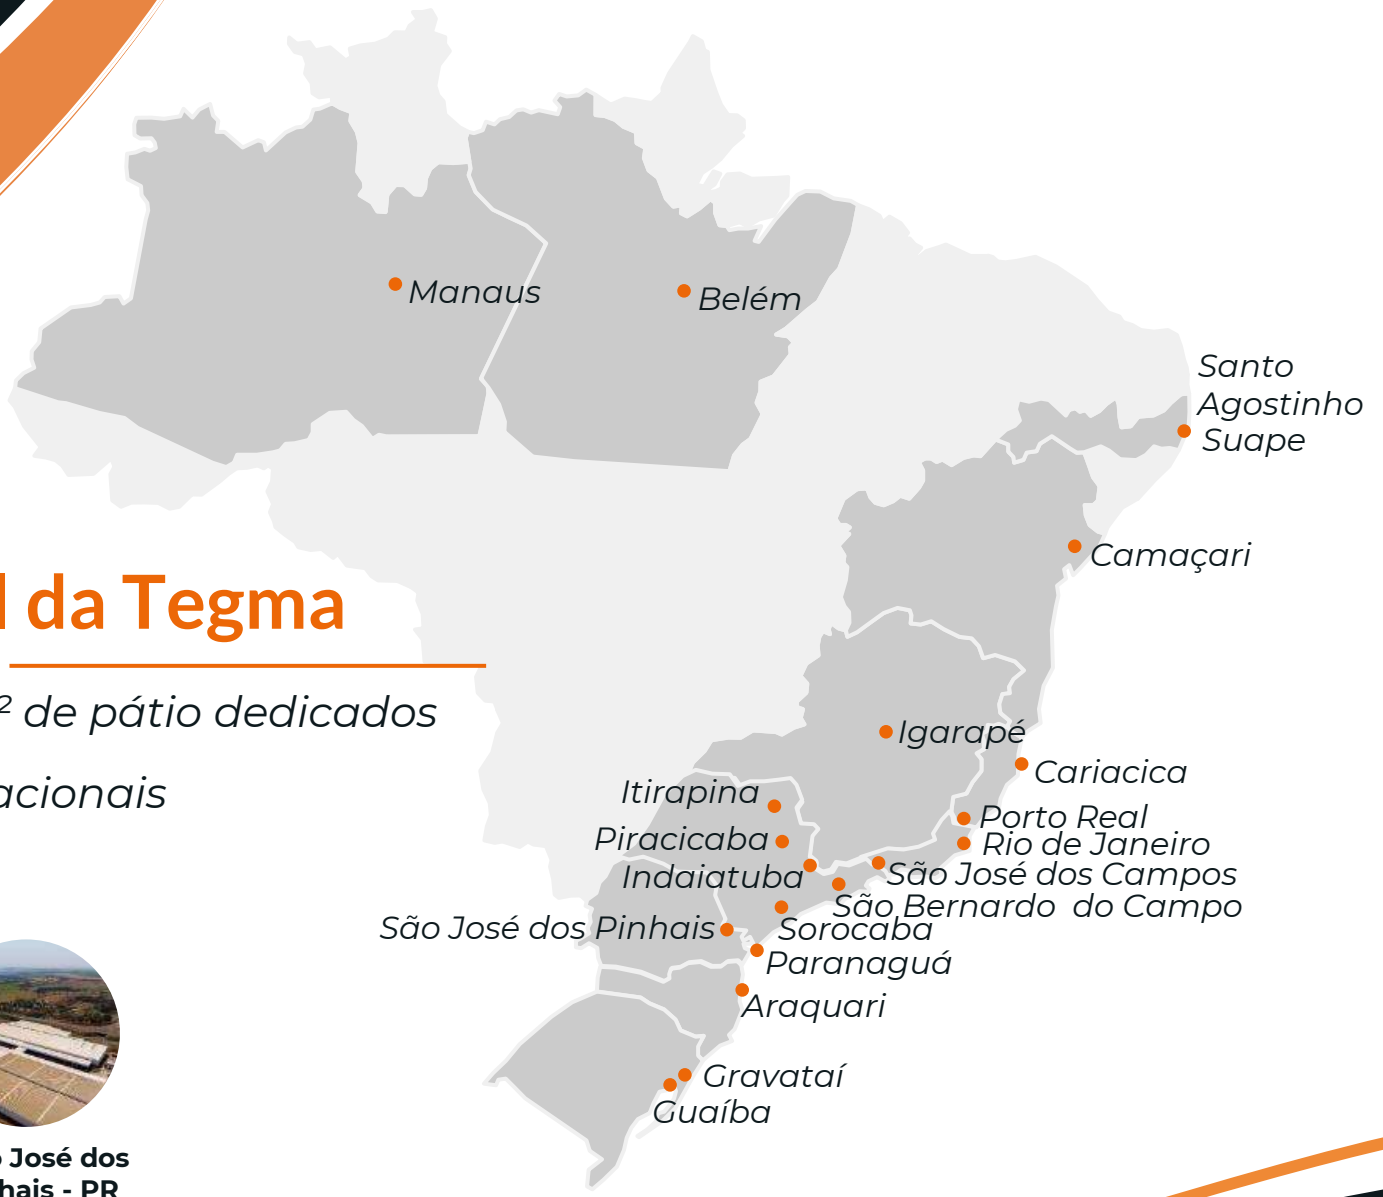 Manaus
Belém
Santo
Agostinho
Suape
Camaçari
da Tegma
² de pátio dedicados
Igarapé
Cariacica
Itirapina
Porto Real
Piracicaba
Rio de Janeiro
Indaiatuba
São José dos Campos
São Bernardo do Campo
São José dos Pinhais
Sorocaba
Paranaguá
Araquari
Gravataí
Guaíba
José dos
- PR